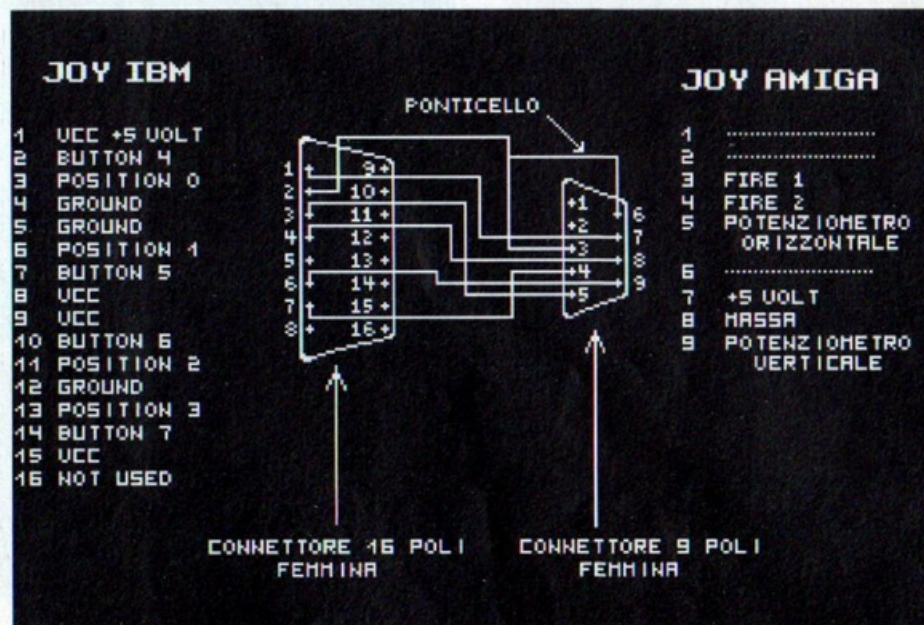 JOY IBM
1 VCC +5 VOLT
2 BUTTON 4
3 POSITION 0
4 GROUND
5 GROUND
6 POSITION 1
7 BUTTON 5
8 VCC
9 VCC
10 BUTTON 6
11 POSITION 2
12 GROUND
13 POSITION 3
14 BUTTON 7
15 VCC
16 NOT USED
PONTICELLO
1 9
2 10
3 11
4 12
5 13
6 14
7 15
8 16
1 6
2 7
3 8
4 9
5
JOY AMIGA
1 ........................
2 ........................
3 FIRE 1
4 FIRE 2
5 POTENZIOMETRO
ORIZZONTALE
6 ........................
7 +5 VOLT
8 MASSA
9 POTENZIOMETRO
VERTICALE
CONNETTORE 16 POLI
FEMMINA
CONNETTORE 9 POLI
FEMMINA